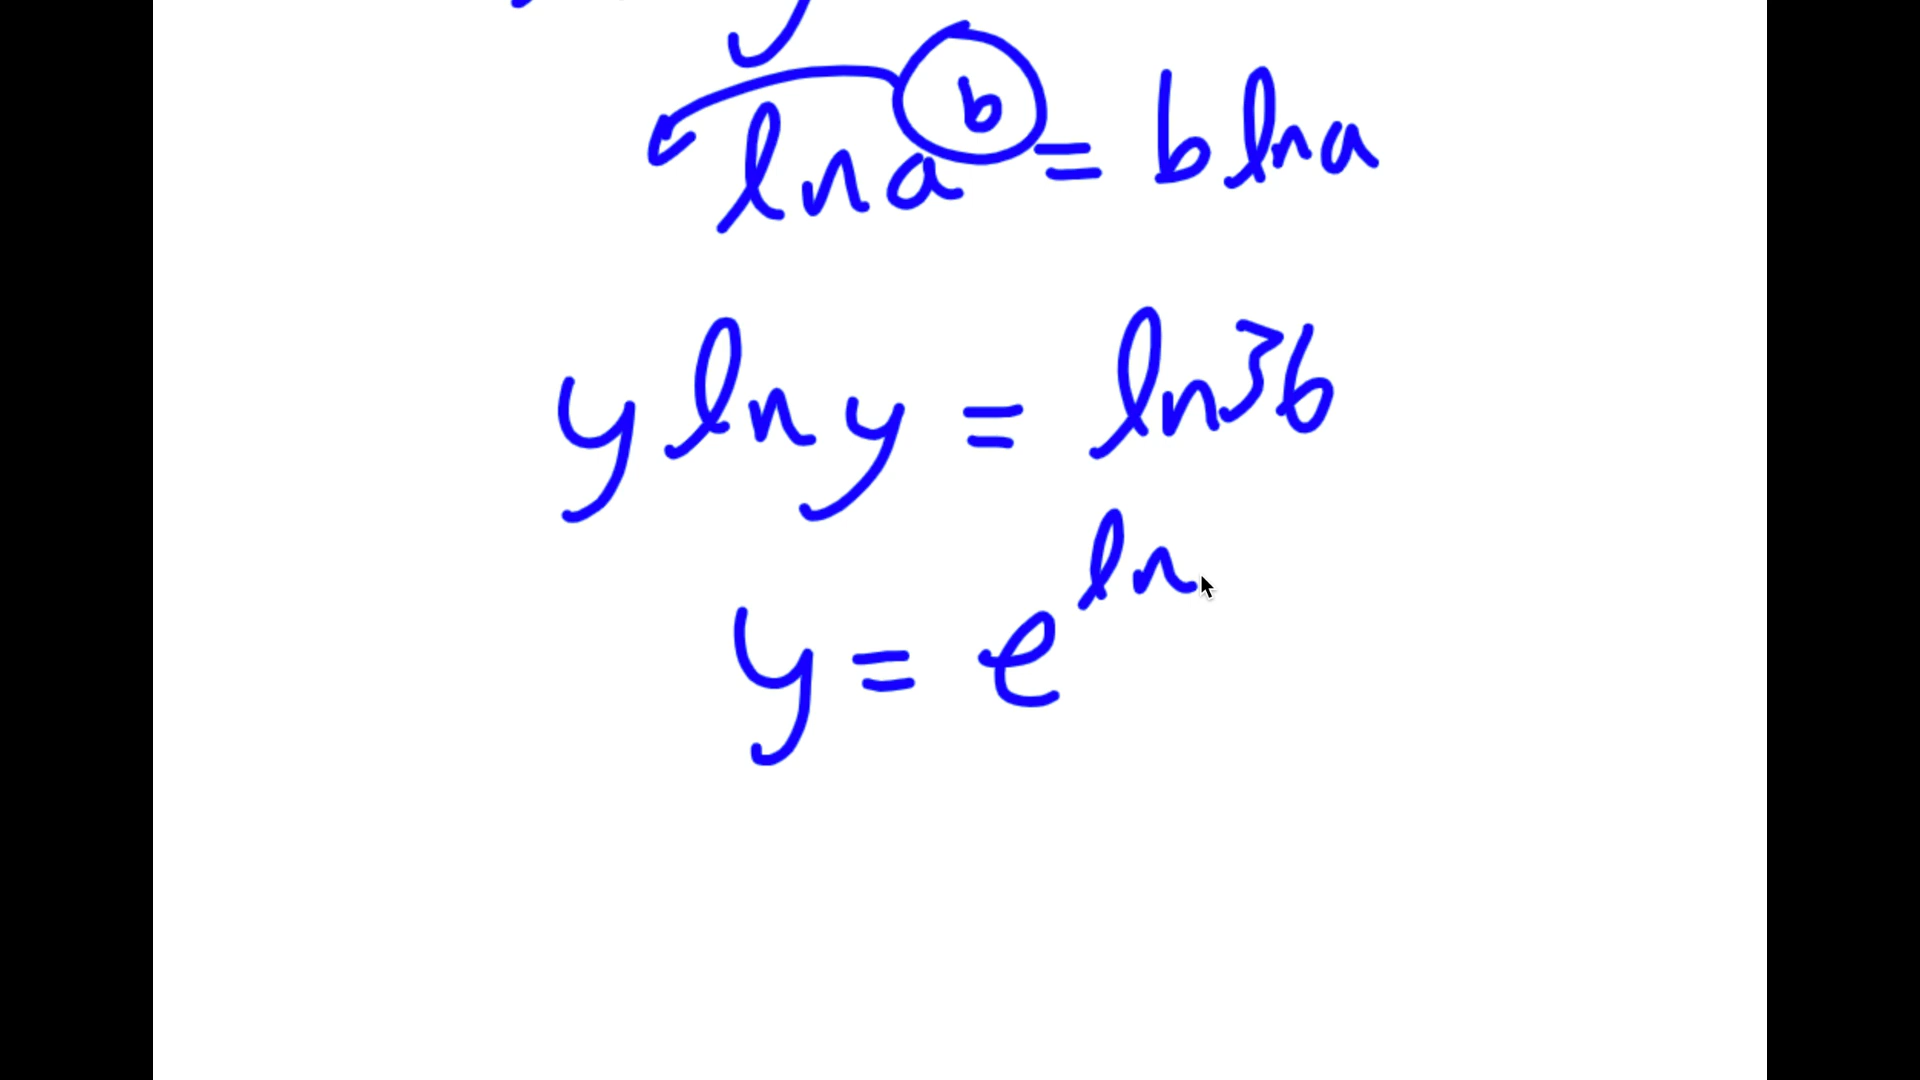 ln a^b = b ln a
y ln y = ln 36
y = e^ln